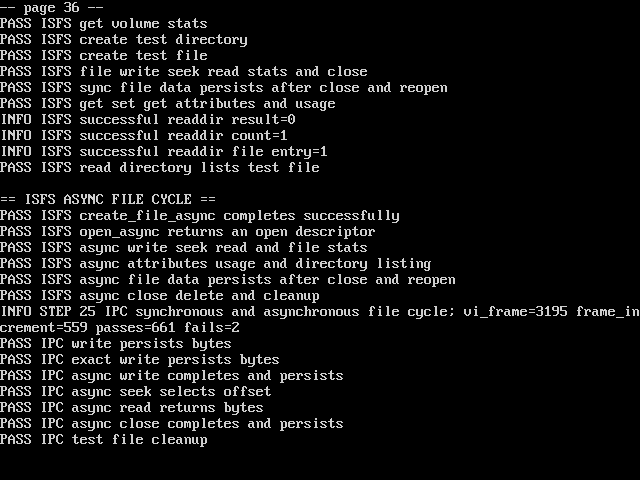 -- page 36 --
PASS ISFS get volume stats
PASS ISFS create test directory
PASS ISFS create test file
PASS ISFS file write seek read stats and close
PASS ISFS sync file data persists after close and reopen
PASS ISFS get set get attributes and usage
INFO ISFS successful readdir result=0
INFO ISFS successful readdir count=1
INFO ISFS successful readdir file entry=1
PASS ISFS read directory lists test file
== ISFS ASYNC FILE CYCLE ==
PASS ISFS create_file_async completes successfully
PASS ISFS open_async returns an open descriptor
PASS ISFS async write seek read and file stats
PASS ISFS async attributes usage and directory listing
PASS ISFS async file data persists after close and reopen
PASS ISFS async close delete and cleanup
INFO STEP 25 IPC synchronous and asynchronous file cycle; vi_frame=3195 frame_in
crement=559 passes=661 fails=2
PASS IPC write persists bytes
PASS IPC exact write persists bytes
PASS IPC async write completes and persists
PASS IPC async seek selects offset
PASS IPC async read returns bytes
PASS IPC async close completes and persists
PASS IPC test file cleanup